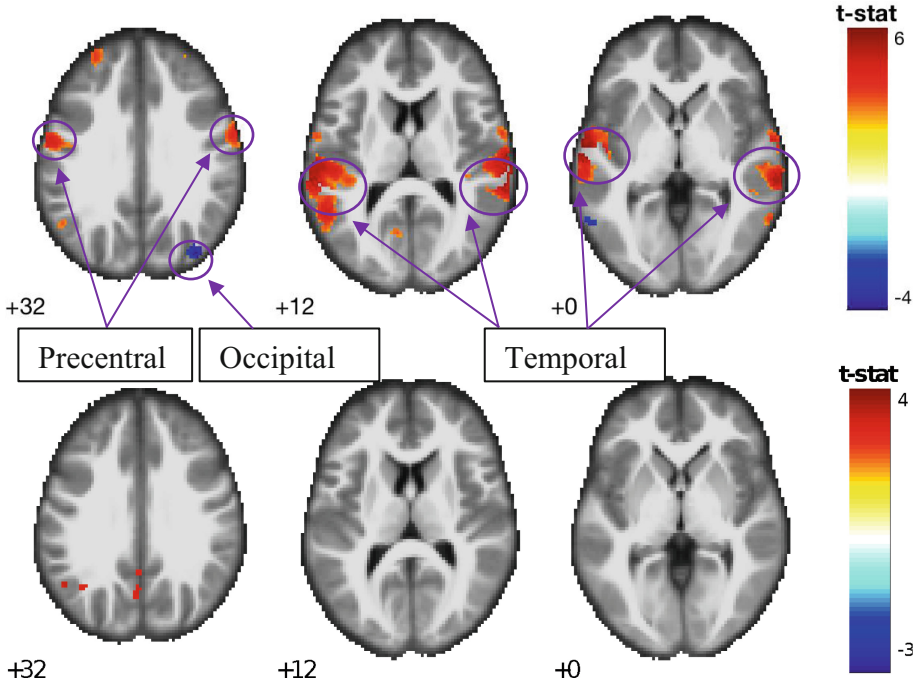 t-stat
6
-4
+32
+12
+0
Precentral
Occipital
Temporal
t-stat
4
-3
+32
+12
+0